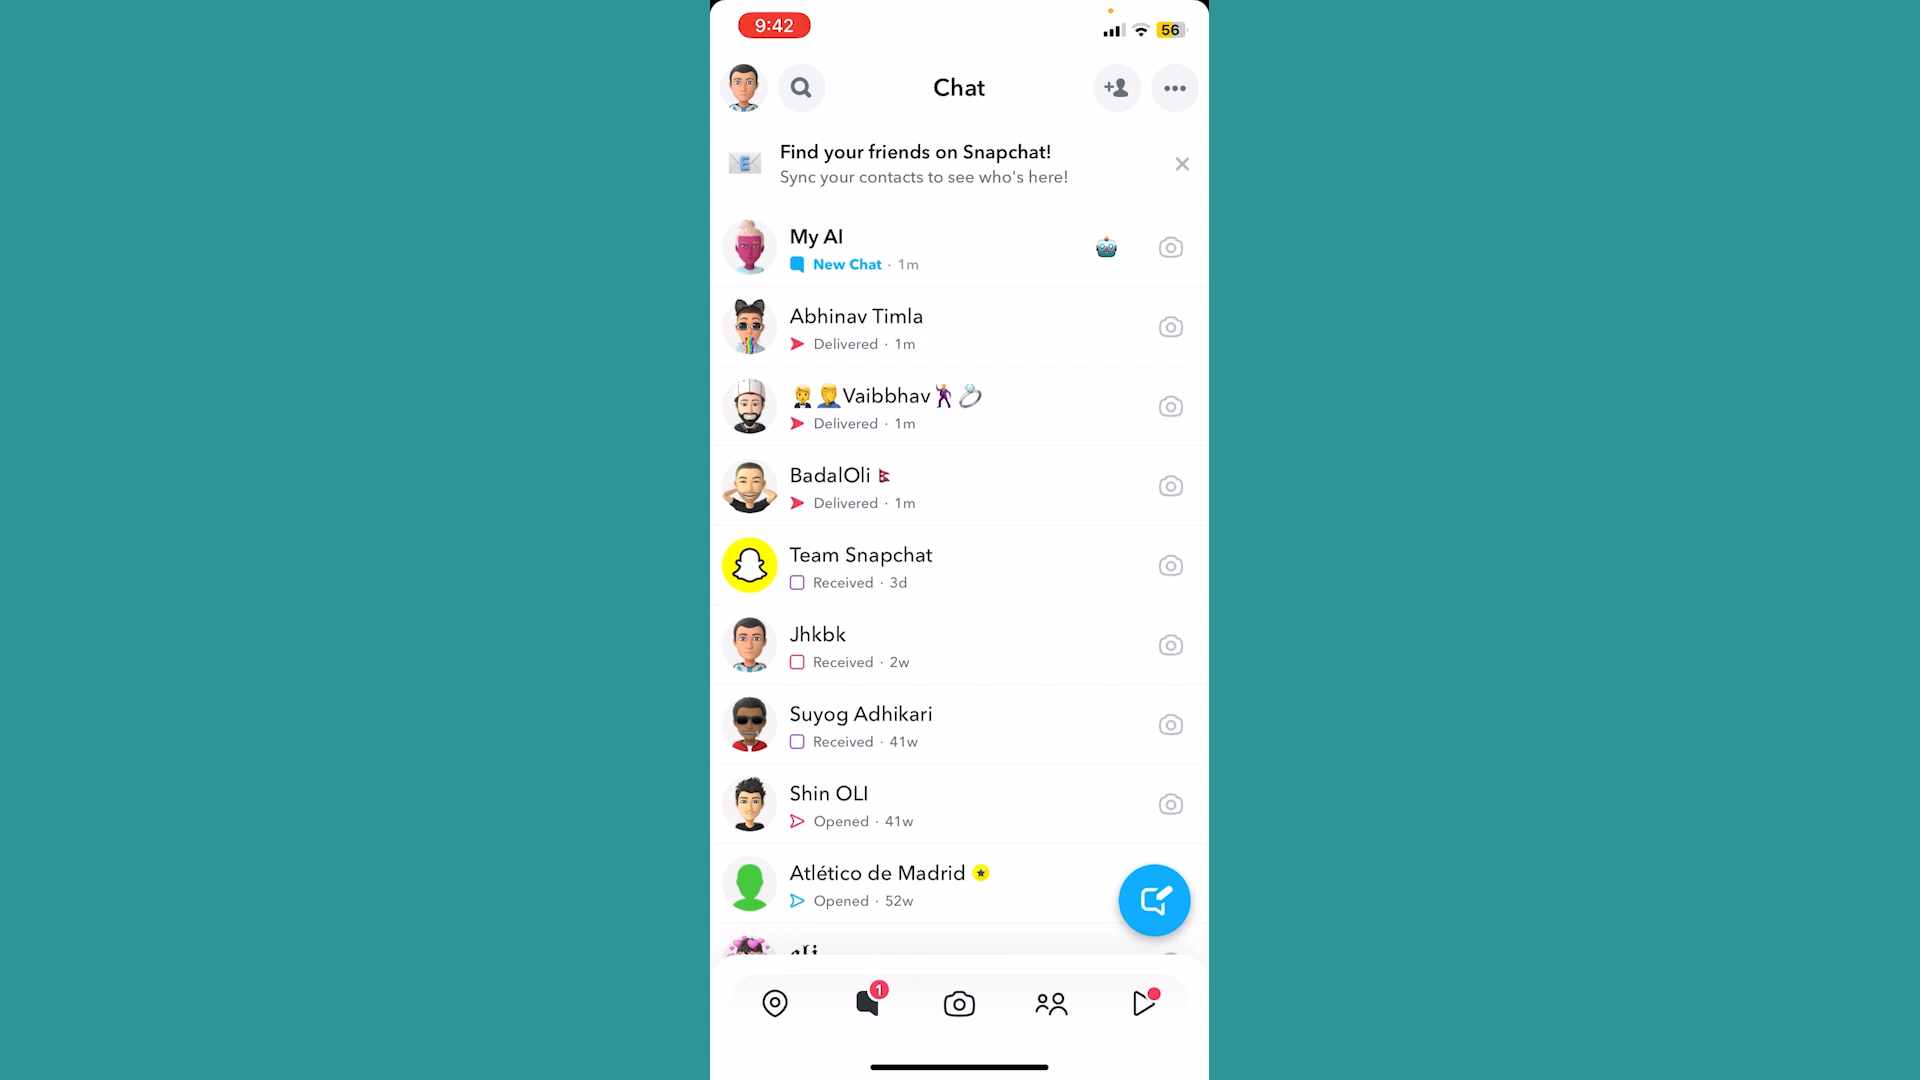 9:42
56
Chat
Find your friends on Snapchat!
Sync your contacts to see who's here!
My AI
New Chat · 1m
Abhinav Timla
Delivered · 1m
🤵🤦Vaibbhav🕺💍
Delivered · 1m
BadalOli 🇳🇵
Delivered · 1m
Team Snapchat
Received · 3d
Jhkbk
Received · 2w
Suyog Adhikari
Received · 41w
Shin OLI
Opened · 41w
Atlético de Madrid
Opened · 52w
1